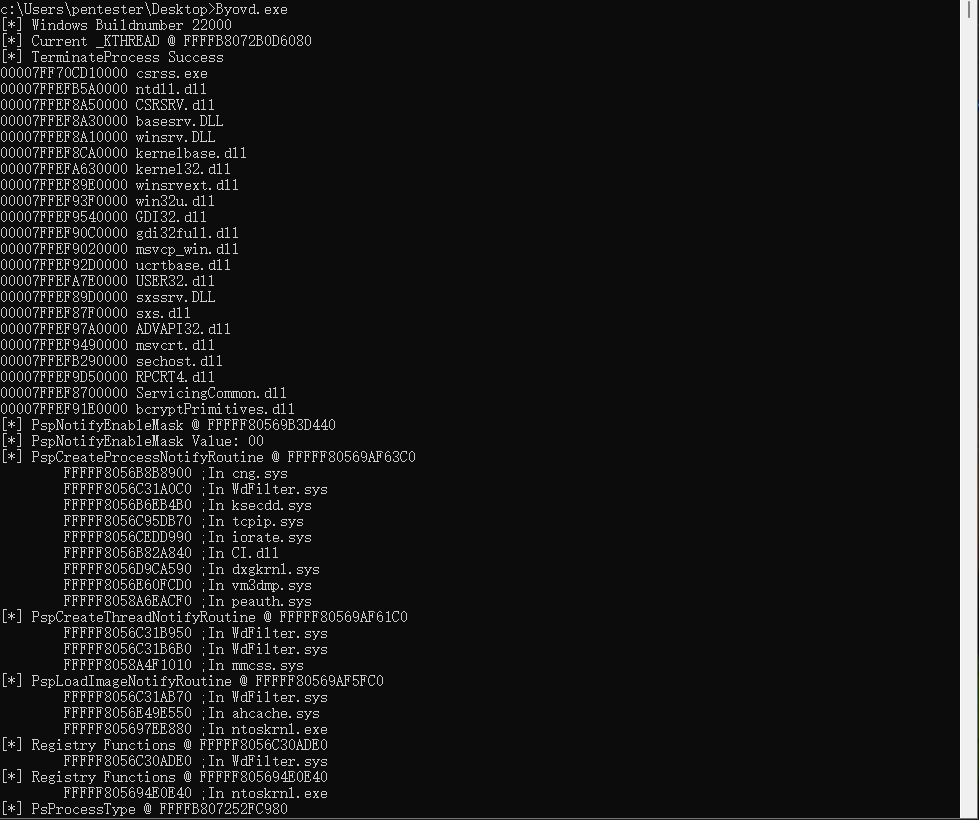 c:\Users\pentester\Desktop>Byovd.exe
[*] Windows Buildnumber 22000
[*] Current _KTHREAD @ FFFFB8072B0D6080
[*] TerminateProcess Success
00007FF70CD10000 csrss.exe
00007FFEFB5A0000 ntdll.dll
00007FFEF8A50000 CSRSRV.dll
00007FFEF8A30000 basesrv.DLL
00007FFEF8A10000 winsrv.DLL
00007FFEF8CA0000 kernelbase.dll
00007FFEFA630000 kernel32.dll
00007FFEF89E0000 winsrvext.dll
00007FFEF93F0000 win32u.dll
00007FFEF9540000 GDI32.dll
00007FFEF90C0000 gdi32full.dll
00007FFEF9020000 msvcp_win.dll
00007FFEF92D0000 ucrtbase.dll
00007FFEFA7E0000 USER32.dll
00007FFEF89D0000 sxssrv.DLL
00007FFEF87F0000 sxs.dll
00007FFEF97A0000 ADVAPI32.dll
00007FFEF9490000 msvcrt.dll
00007FFEFB290000 sechost.dll
00007FFEF9D50000 RPCRT4.dll
00007FFEF8700000 ServicingCommon.dll
00007FFEF91E0000 bcryptPrimitives.dll
[*] PspNotifyEnableMask @ FFFFF80569B3D440
[*] PspNotifyEnableMask Value: 00
[*] PspCreateProcessNotifyRoutine @ FFFFF80569AF63C0
FFFFF8056B8B8900 ;In cng.sys
FFFFF8056C31A0C0 ;In WdFilter.sys
FFFFF8056B6EB4B0 ;In ksecdd.sys
FFFFF8056C95DB70 ;In tcpip.sys
FFFFF8056CEDD990 ;In iorate.sys
FFFFF8056B82A840 ;In CI.dll
FFFFF8056D9CA590 ;In dxgkrnl.sys
FFFFF8056E60FCD0 ;In vm3dmp.sys
FFFFF8058A6EACF0 ;In peauth.sys
[*] PspCreateThreadNotifyRoutine @ FFFFF80569AF61C0
FFFFF8056C31B950 ;In WdFilter.sys
FFFFF8056C31B6B0 ;In WdFilter.sys
FFFFF8058A4F1010 ;In mmcss.sys
[*] PspLoadImageNotifyRoutine @ FFFFF80569AF5FC0
FFFFF8056C31AB70 ;In WdFilter.sys
FFFFF8056E49E550 ;In ahcache.sys
FFFFF805697EE880 ;In ntoskrnl.exe
[*] Registry Functions @ FFFFF8056C30ADE0
FFFFF8056C30ADE0 ;In WdFilter.sys
[*] Registry Functions @ FFFFF805694E0E40
FFFFF805694E0E40 ;In ntoskrnl.exe
[*] PsProcessType @ FFFFB807252FC980